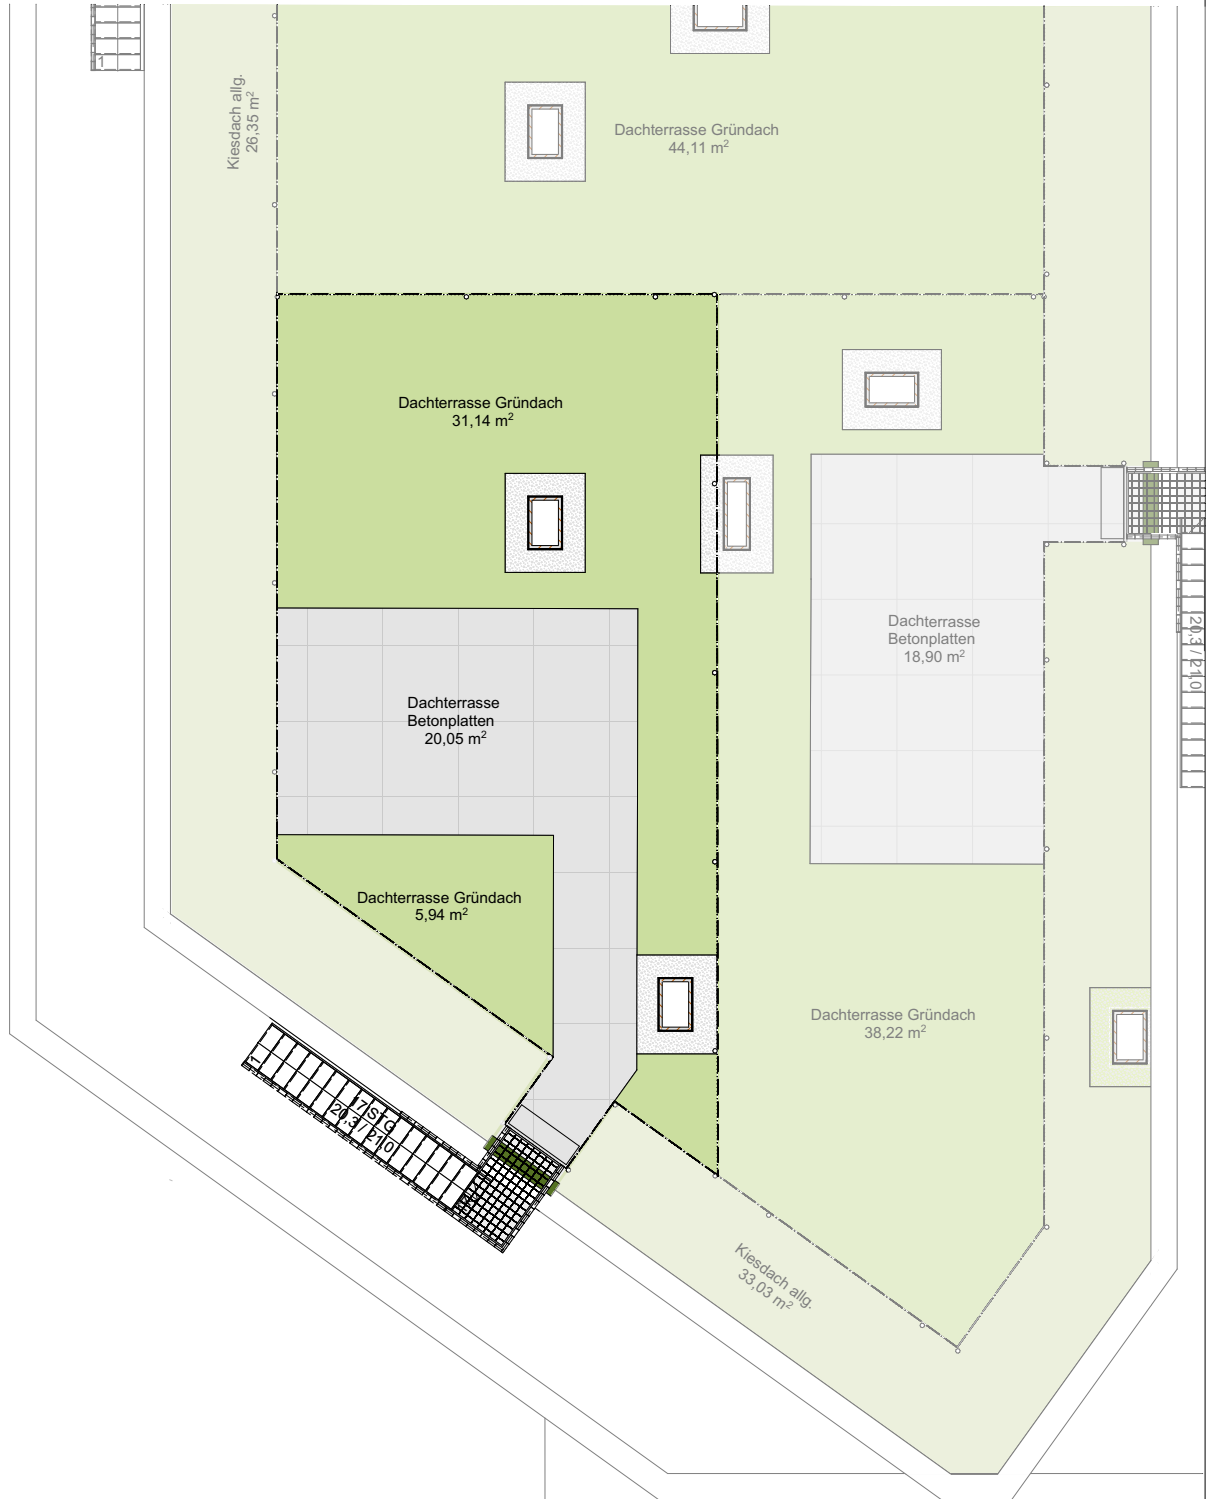 1
Kiesdach allg.
26,35 m²
Dachterrasse Gründach
44,11 m²
Dachterrasse Gründach
31,14 m²
Dachterrasse
Betonplatten
18,90 m²
20,3 / 21,0
Dachterrasse
Betonplatten
20,05 m²
Dachterrasse Gründach
5,94 m²
Dachterrasse Gründach
38,22 m²
1
17 STG
20,3 / 21,0
Kiesdach allg.
33,03 m²